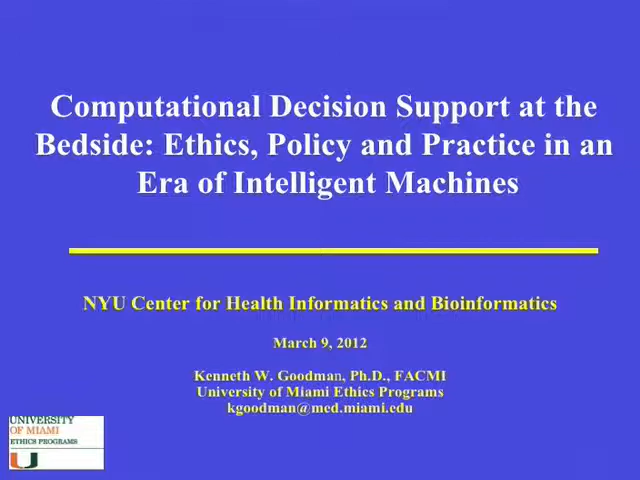 Computational Decision Support at the
Bedside: Ethics, Policy and Practice in an
Era of Intelligent Machines
NYU Center for Health Informatics and Bioinformatics
March 9, 2012
Kenneth W. Goodman, Ph.D., FACMI
University of Miami Ethics Programs
kgoodman@med.miami.edu
UNIVERSITY
OF MIAMI
ETHICS PROGRAMS
U